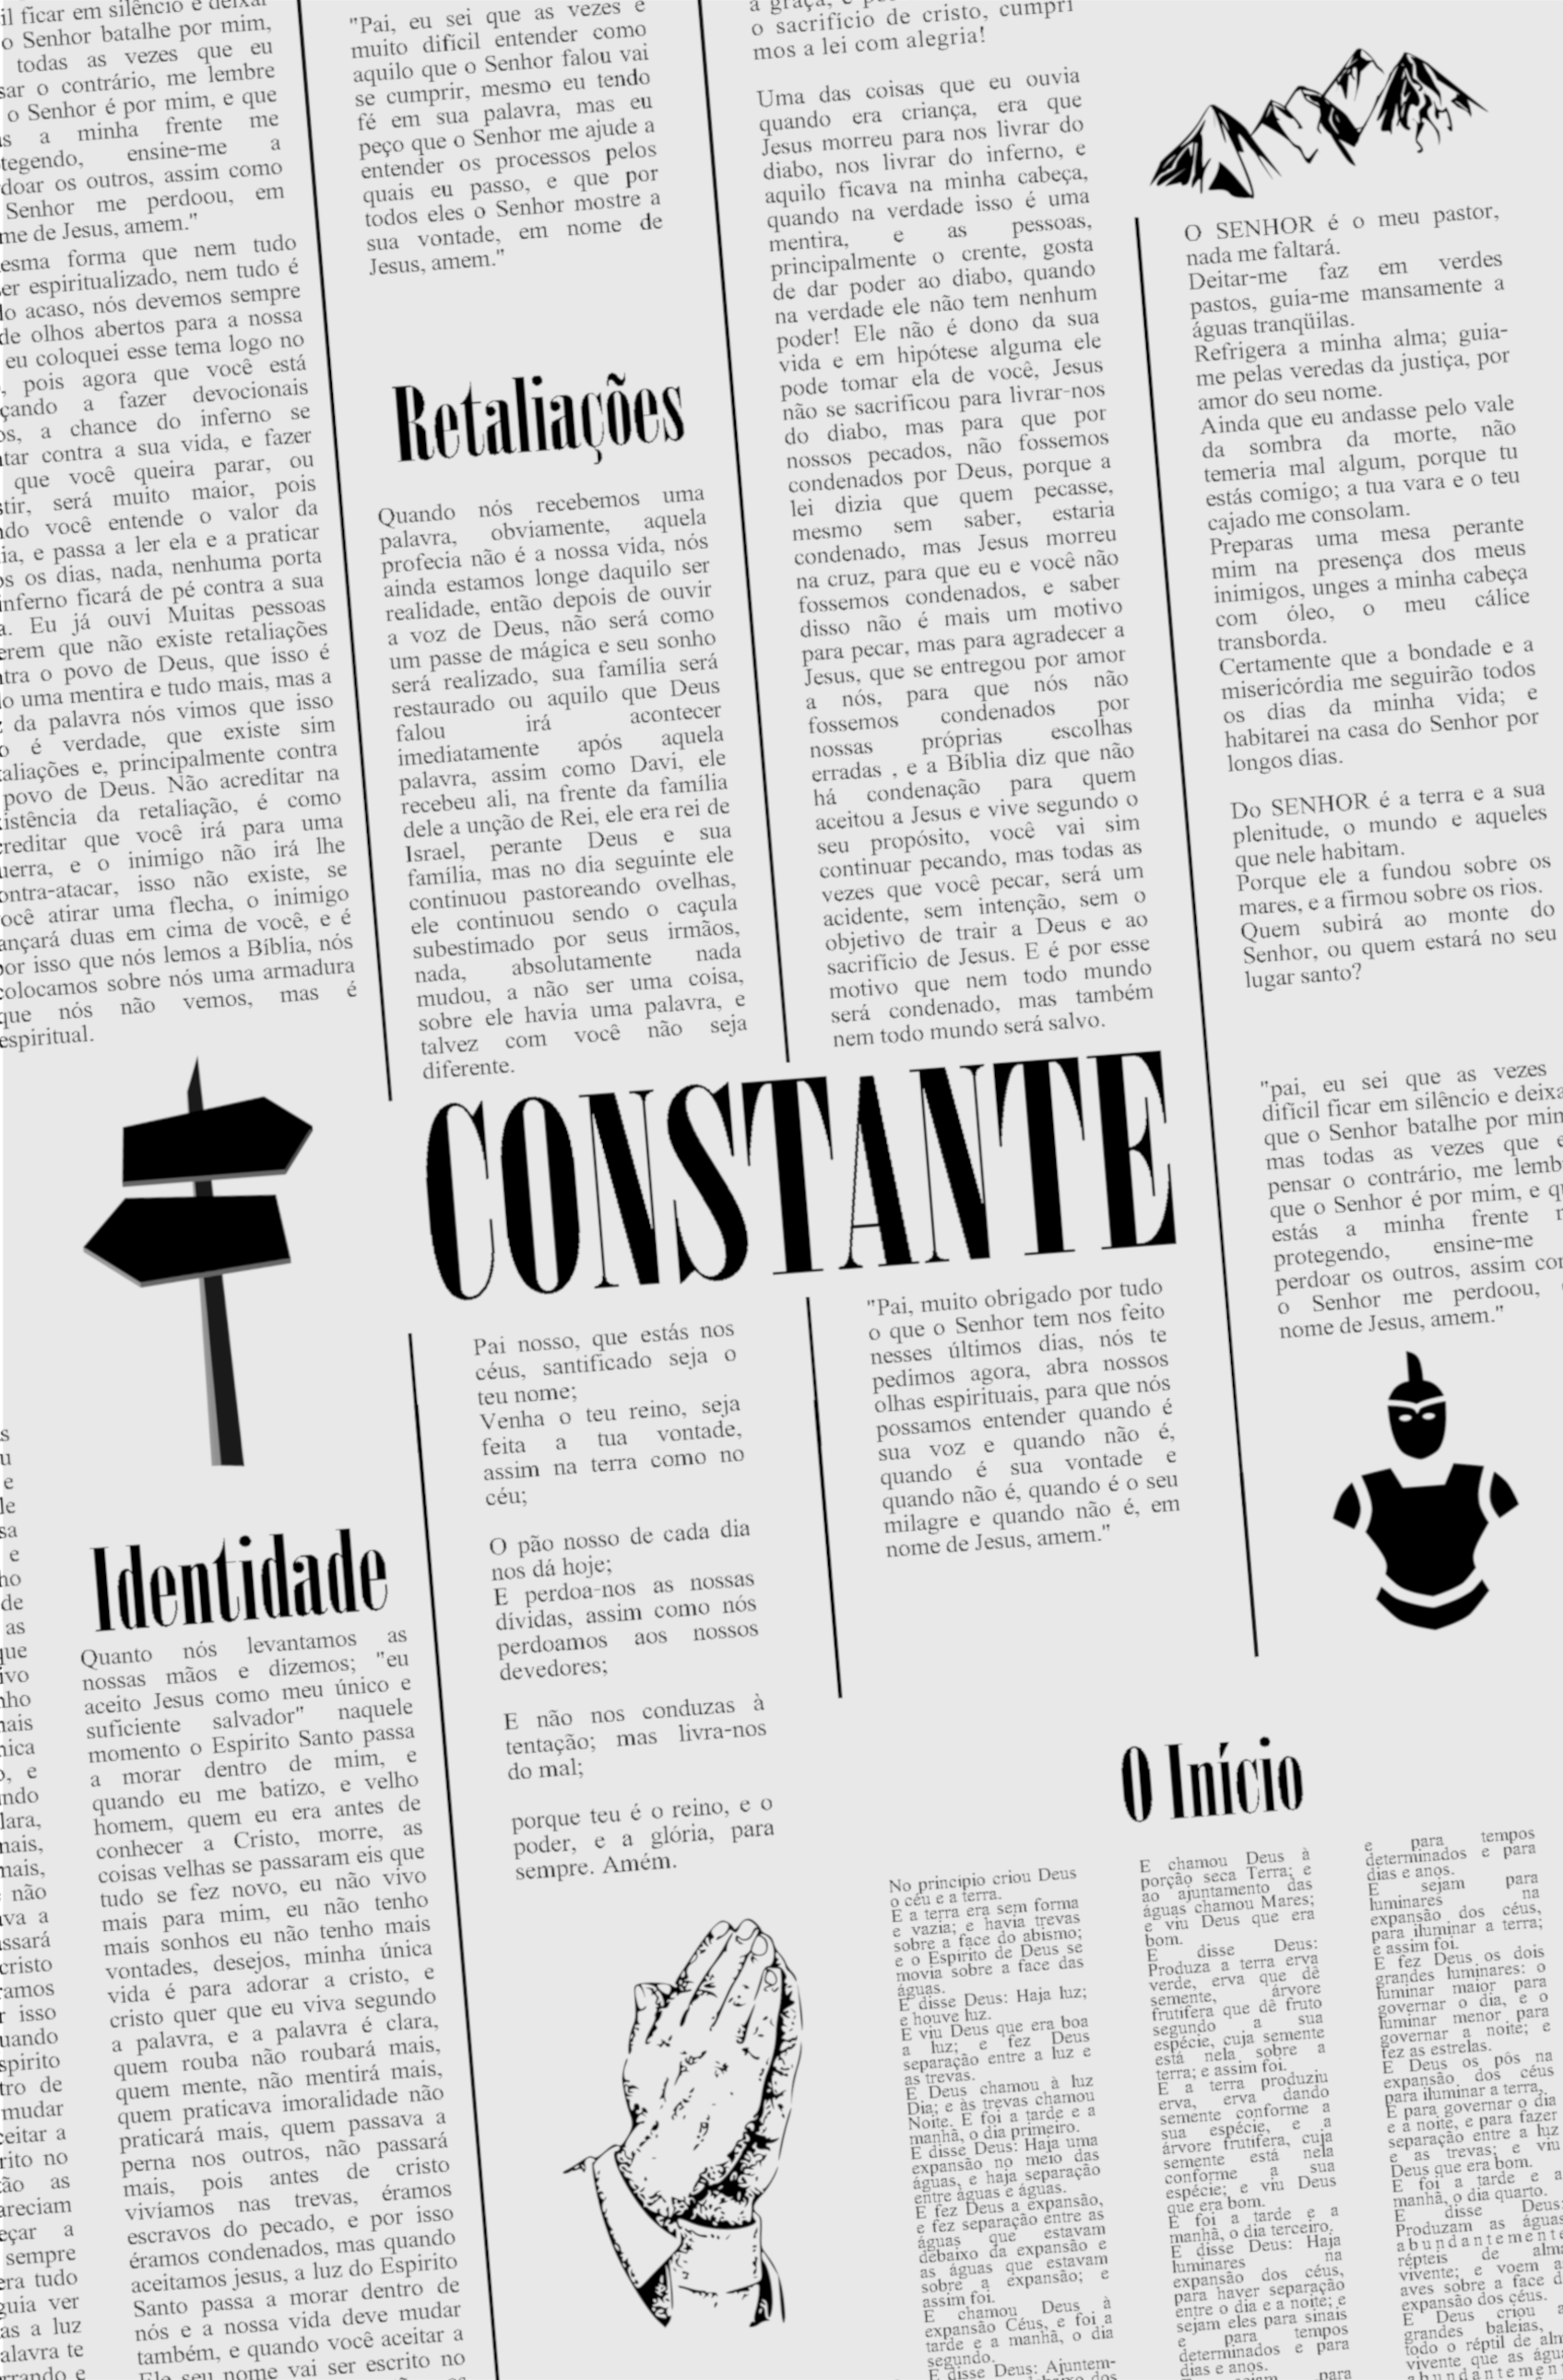 il ficar em silêncio e deixar
o Senhor batalhe por mim,
todas as vezes que eu
sar o contrário, me lembre
o Senhor é por mim, e que
s a minha frente me
tegendo, ensine-me a
doar os outros, assim como
Senhor me perdoou, em
me de Jesus, amem."
esma forma que nem tudo
er espiritualizado, nem tudo é
lo acaso, nós devemos sempre
de olhos abertos para a nossa
eu coloquei esse tema logo no
, pois agora que você está
çando a fazer devocionais
os, a chance do inferno se
tar contra a sua vida, e fazer
que você queira parar, ou
stir, será muito maior, pois
ndo você entende o valor da
ia, e passa a ler ela e a praticar
os os dias, nada, nenhuma porta
inferno ficará de pé contra a sua
a. Eu já ouvi Muitas pessoas
erem que não existe retaliações
ntra o povo de Deus, que isso é
lo uma mentira e tudo mais, mas a
z da palavra nós vimos que isso
o é verdade, que existe sim
taliações e, principalmente contra
povo de Deus. Não acreditar na
istência da retaliação, é como
creditar que você irá para uma
uerra, e o inimigo não irá lhe
ontra-atacar, isso não existe, se
ocê atirar uma flecha, o inimigo
ançará duas em cima de você, e é
por isso que nós lemos a Bíblia, nós
colocamos sobre nós uma armadura
que nós não vemos, mas é
espiritual.
"Pai, eu sei que as vezes é
muito difícil entender como
aquilo que o Senhor falou vai
se cumprir, mesmo eu tendo
fé em sua palavra, mas eu
peço que o Senhor me ajude a
entender os processos pelos
quais eu passo, e que por
todos eles o Senhor mostre a
sua vontade, em nome de
Jesus, amem."
Retaliações
Quando nós recebemos uma
palavra, obviamente, aquela
profecia não é a nossa vida, nós
ainda estamos longe daquilo ser
realidade, então depois de ouvir
a voz de Deus, não será como
um passe de mágica e seu sonho
será realizado, sua família será
restaurado ou aquilo que Deus
falou irá acontecer
imediatamente após aquela
palavra, assim como Davi, ele
recebeu ali, na frente da família
dele a unção de Rei, ele era rei de
Israel, perante Deus e sua
família, mas no dia seguinte ele
continuou pastoreando ovelhas,
ele continuou sendo o caçula
subestimado por seus irmãos,
nada, absolutamente nada
mudou, a não ser uma coisa,
sobre ele havia uma palavra, e
talvez com você não seja
diferente.
o sacrifício de cristo, cumpri
mos a lei com alegria!
Uma das coisas que eu ouvia
quando era criança, era que
Jesus morreu para nos livrar do
diabo, nos livrar do inferno, e
aquilo ficava na minha cabeça,
quando na verdade isso é uma
mentira, e as pessoas,
principalmente o crente, gosta
de dar poder ao diabo, quando
na verdade ele não tem nenhum
poder! Ele não é dono da sua
vida e em hipótese alguma ele
pode tomar ela de você, Jesus
não se sacrificou para livrar-nos
do diabo, mas para que por
nossos pecados, não fossemos
condenados por Deus, porque a
lei dizia que quem pecasse,
mesmo sem saber, estaria
condenado, mas Jesus morreu
na cruz, para que eu e você não
fossemos condenados, e saber
disso não é mais um motivo
para pecar, mas para agradecer a
Jesus, que se entregou por amor
a nós, para que nós não
fossemos condenados por
nossas próprias escolhas
erradas , e a Bíblia diz que não
há condenação para quem
aceitou a Jesus e vive segundo o
seu propósito, você vai sim
continuar pecando, mas todas as
vezes que você pecar, será um
acidente, sem intenção, sem o
objetivo de trair a Deus e ao
sacrifício de Jesus. E é por esse
motivo que nem todo mundo
será condenado, mas também
nem todo mundo será salvo.
O SENHOR é o meu pastor,
nada me faltará.
Deitar-me faz em verdes
pastos, guia-me mansamente a
águas tranqüilas.
Refrigera a minha alma; guia-
me pelas veredas da justiça, por
amor do seu nome.
Ainda que eu andasse pelo vale
da sombra da morte, não
temeria mal algum, porque tu
estás comigo; a tua vara e o teu
cajado me consolam.
Preparas uma mesa perante
mim na presença dos meus
inimigos, unges a minha cabeça
com óleo, o meu cálice
transborda.
Certamente que a bondade e a
misericórdia me seguirão todos
os dias da minha vida; e
habitarei na casa do Senhor por
longos dias.
Do SENHOR é a terra e a sua
plenitude, o mundo e aqueles
que nele habitam.
Porque ele a fundou sobre os
mares, e a firmou sobre os rios.
Quem subirá ao monte do
Senhor, ou quem estará no seu
lugar santo?
CONSTANTE
"pai, eu sei que as vezes
difícil ficar em silêncio e deixa
que o Senhor batalhe por mim
mas todas as vezes que e
pensar o contrário, me lemb
que o Senhor é por mim, e q
estás a minha frente
protegendo, ensine-me
perdoar os outros, assim co
o Senhor me perdoou,
nome de Jesus, amem."
s
u
e
le
sa
e
ho
de
as
que
ivo
nho
nais
nica
o, e
ndo
lara,
nais,
nais,
não
va a
ssará
cristo
ramos
r isso
uando
spirito
tro de
mudar
ceitar a
rito no
ão as
areciam
eçar a
sempre
era tudo
guia ver
as a luz
alavra te
rrando e
Identidade
Quanto nós levantamos as
nossas mãos e dizemos; "eu
aceito Jesus como meu único e
suficiente salvador" naquele
momento o Espirito Santo passa
a morar dentro de mim, e
quando eu me batizo, e velho
homem, quem eu era antes de
conhecer a Cristo, morre, as
coisas velhas se passaram eis que
tudo se fez novo, eu não vivo
mais para mim, eu não tenho
mais sonhos eu não tenho mais
vontades, desejos, minha única
vida é para adorar a cristo, e
cristo quer que eu viva segundo
a palavra, e a palavra é clara,
quem rouba não roubará mais,
quem mente, não mentirá mais,
quem praticava imoralidade não
praticará mais, quem passava a
perna nos outros, não passará
mais, pois antes de cristo
vivíamos nas trevas, éramos
escravos do pecado, e por isso
éramos condenados, mas quando
aceitamos jesus, a luz do Espirito
Santo passa a morar dentro de
nós e a nossa vida deve mudar
também, e quando você aceitar a
Ele seu nome vai ser escrito no
Pai nosso, que estás nos
céus, santificado seja o
teu nome;
Venha o teu reino, seja
feita a tua vontade,
assim na terra como no
céu;
O pão nosso de cada dia
nos dá hoje;
E perdoa-nos as nossas
dívidas, assim como nós
perdoamos aos nossos
devedores;
E não nos conduzas à
tentação; mas livra-nos
do mal;
porque teu é o reino, e o
poder, e a glória, para
sempre. Amém.
"Pai, muito obrigado por tudo
o que o Senhor tem nos feito
nesses últimos dias, nós te
pedimos agora, abra nossos
olhas espirituais, para que nós
possamos entender quando é
sua voz e quando não é,
quando é sua vontade e
quando não é, quando é o seu
milagre e quando não é, em
nome de Jesus, amem."
O Início
No princípio criou Deus
o céu e a terra.
E a terra era sem forma
e vazia; e havia trevas
sobre a face do abismo;
e o Espírito de Deus se
movia sobre a face das
águas.
E disse Deus: Haja luz;
e houve luz.
E viu Deus que era boa
a luz; e fez Deus
separação entre a luz e
as trevas.
E Deus chamou à luz
Dia; e às trevas chamou
Noite. E foi a tarde e a
manhã, o dia primeiro.
E disse Deus: Haja uma
expansão no meio das
águas, e haja separação
entre águas e águas.
E fez Deus a expansão,
e fez separação entre as
águas que estavam
debaixo da expansão e
as águas que estavam
sobre a expansão; e
assim foi.
E chamou Deus à
expansão Céus, e foi a
tarde e a manhã, o dia
segundo.
E disse Deus: Ajuntem-
E chamou Deus à
porção seca Terra; e
ao ajuntamento das
águas chamou Mares;
e viu Deus que era
bom.
E disse Deus:
Produza a terra erva
verde, erva que dê
semente, árvore
frutífera que dê fruto
segundo a sua
espécie, cuja semente
está nela sobre a
terra; e assim foi.
E a terra produziu
erva, erva dando
semente conforme a
sua espécie, e a
árvore frutífera, cuja
semente está nela
conforme a sua
espécie; e viu Deus
que era bom.
E foi a tarde e a
manhã, o dia terceiro.
E disse Deus: Haja
luminares na
expansão dos céus,
para haver separação
entre o dia e a noite; e
sejam eles para sinais
e para tempos
determinados e para
dias e anos.
sejam para
e para tempos
determinados e para
dias e anos.
E sejam para
luminares na
expansão dos céus,
para iluminar a terra;
e assim foi.
E fez Deus os dois
grandes luminares: o
luminar maior para
governar o dia, e o
luminar menor para
governar a noite; e
fez as estrelas.
E Deus os pôs na
expansão dos céus
para iluminar a terra,
E para governar o dia
e a noite, e para fazer
separação entre a luz
e as trevas; e viu
Deus que era bom.
E foi a tarde e a
manhã, o dia quarto.
E disse Deus:
Produzam as águas
abundantemente
répteis de alma
vivente; e voem as
aves sobre a face d
expansão dos céus.
E Deus criou a
grandes baleias,
todo o réptil de alm
vivente que as água